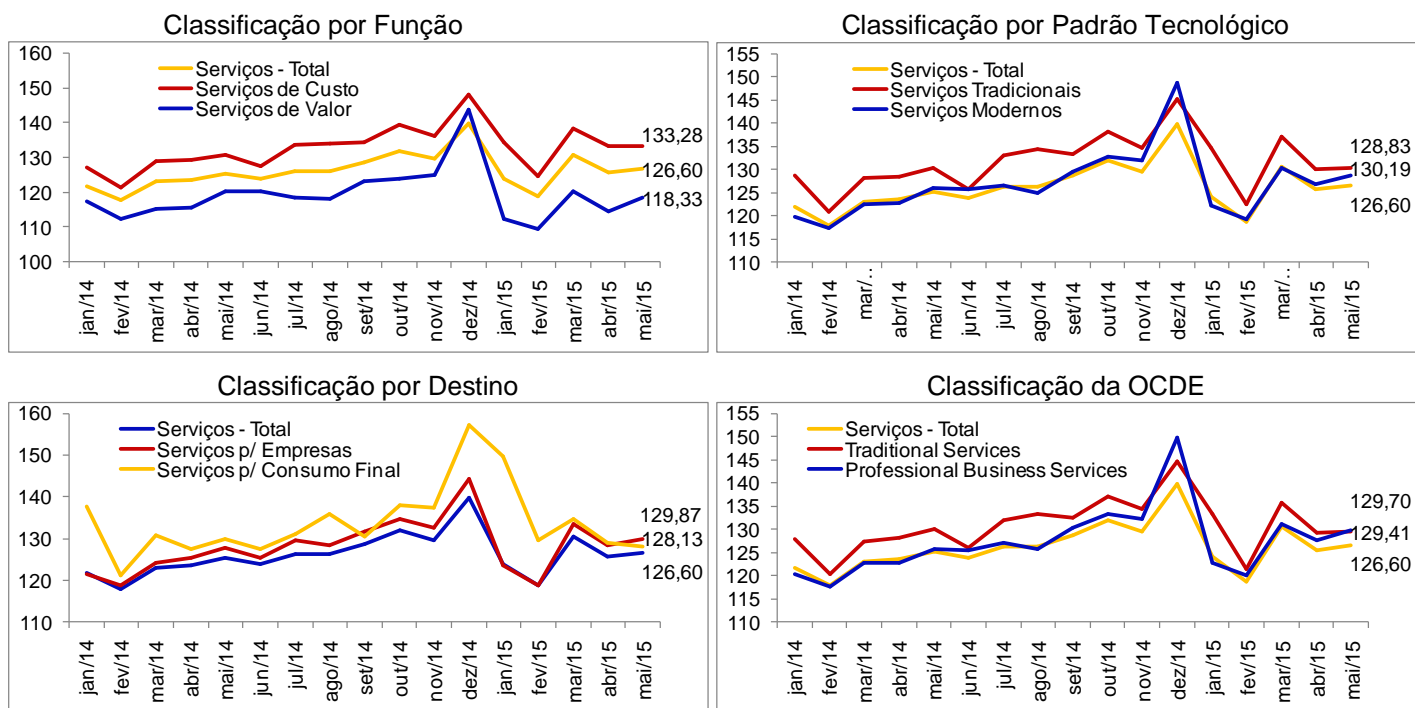 Classificação por Função
160
150
140
130
120
110
100
Serviços - Total
Serviços de Custo
Serviços de Valor
133,28
126,60
118,33
jan/14
fev/14
mar/14
abr/14
mai/14
jun/14
jul/14
ago/14
set/14
out/14
nov/14
dez/14
jan/15
fev/15
mar/15
abr/15
mai/15
Classificação por Padrão Tecnológico
155
150
145
140
135
130
125
120
115
110
Serviços - Total
Serviços Tradicionais
Serviços Modernos
128,83
130,19
126,60
jan/14
fev/14
mar/...
abr/14
mai/14
jun/14
jul/14
ago/14
set/14
out/14
nov/14
dez/14
jan/15
fev/15
mar/...
abr/15
mai/15
Classificação por Destino
160
150
140
130
120
110
Serviços - Total
Serviços p/ Empresas
Serviços p/ Consumo Final
129,87
128,13
126,60
jan/14
fev/14
mar/14
abr/14
mai/14
jun/14
jul/14
ago/14
set/14
out/14
nov/14
dez/14
jan/15
fev/15
mar/15
abr/15
mai/15
Classificação da OCDE
155
150
145
140
135
130
125
120
115
110
Serviços - Total
Traditional Services
Professional Business Services
129,70
129,41
126,60
jan/14
fev/14
mar/14
abr/14
mai/14
jun/14
jul/14
ago/14
set/14
out/14
nov/14
dez/14
jan/15
fev/15
mar/15
abr/15
mai/15